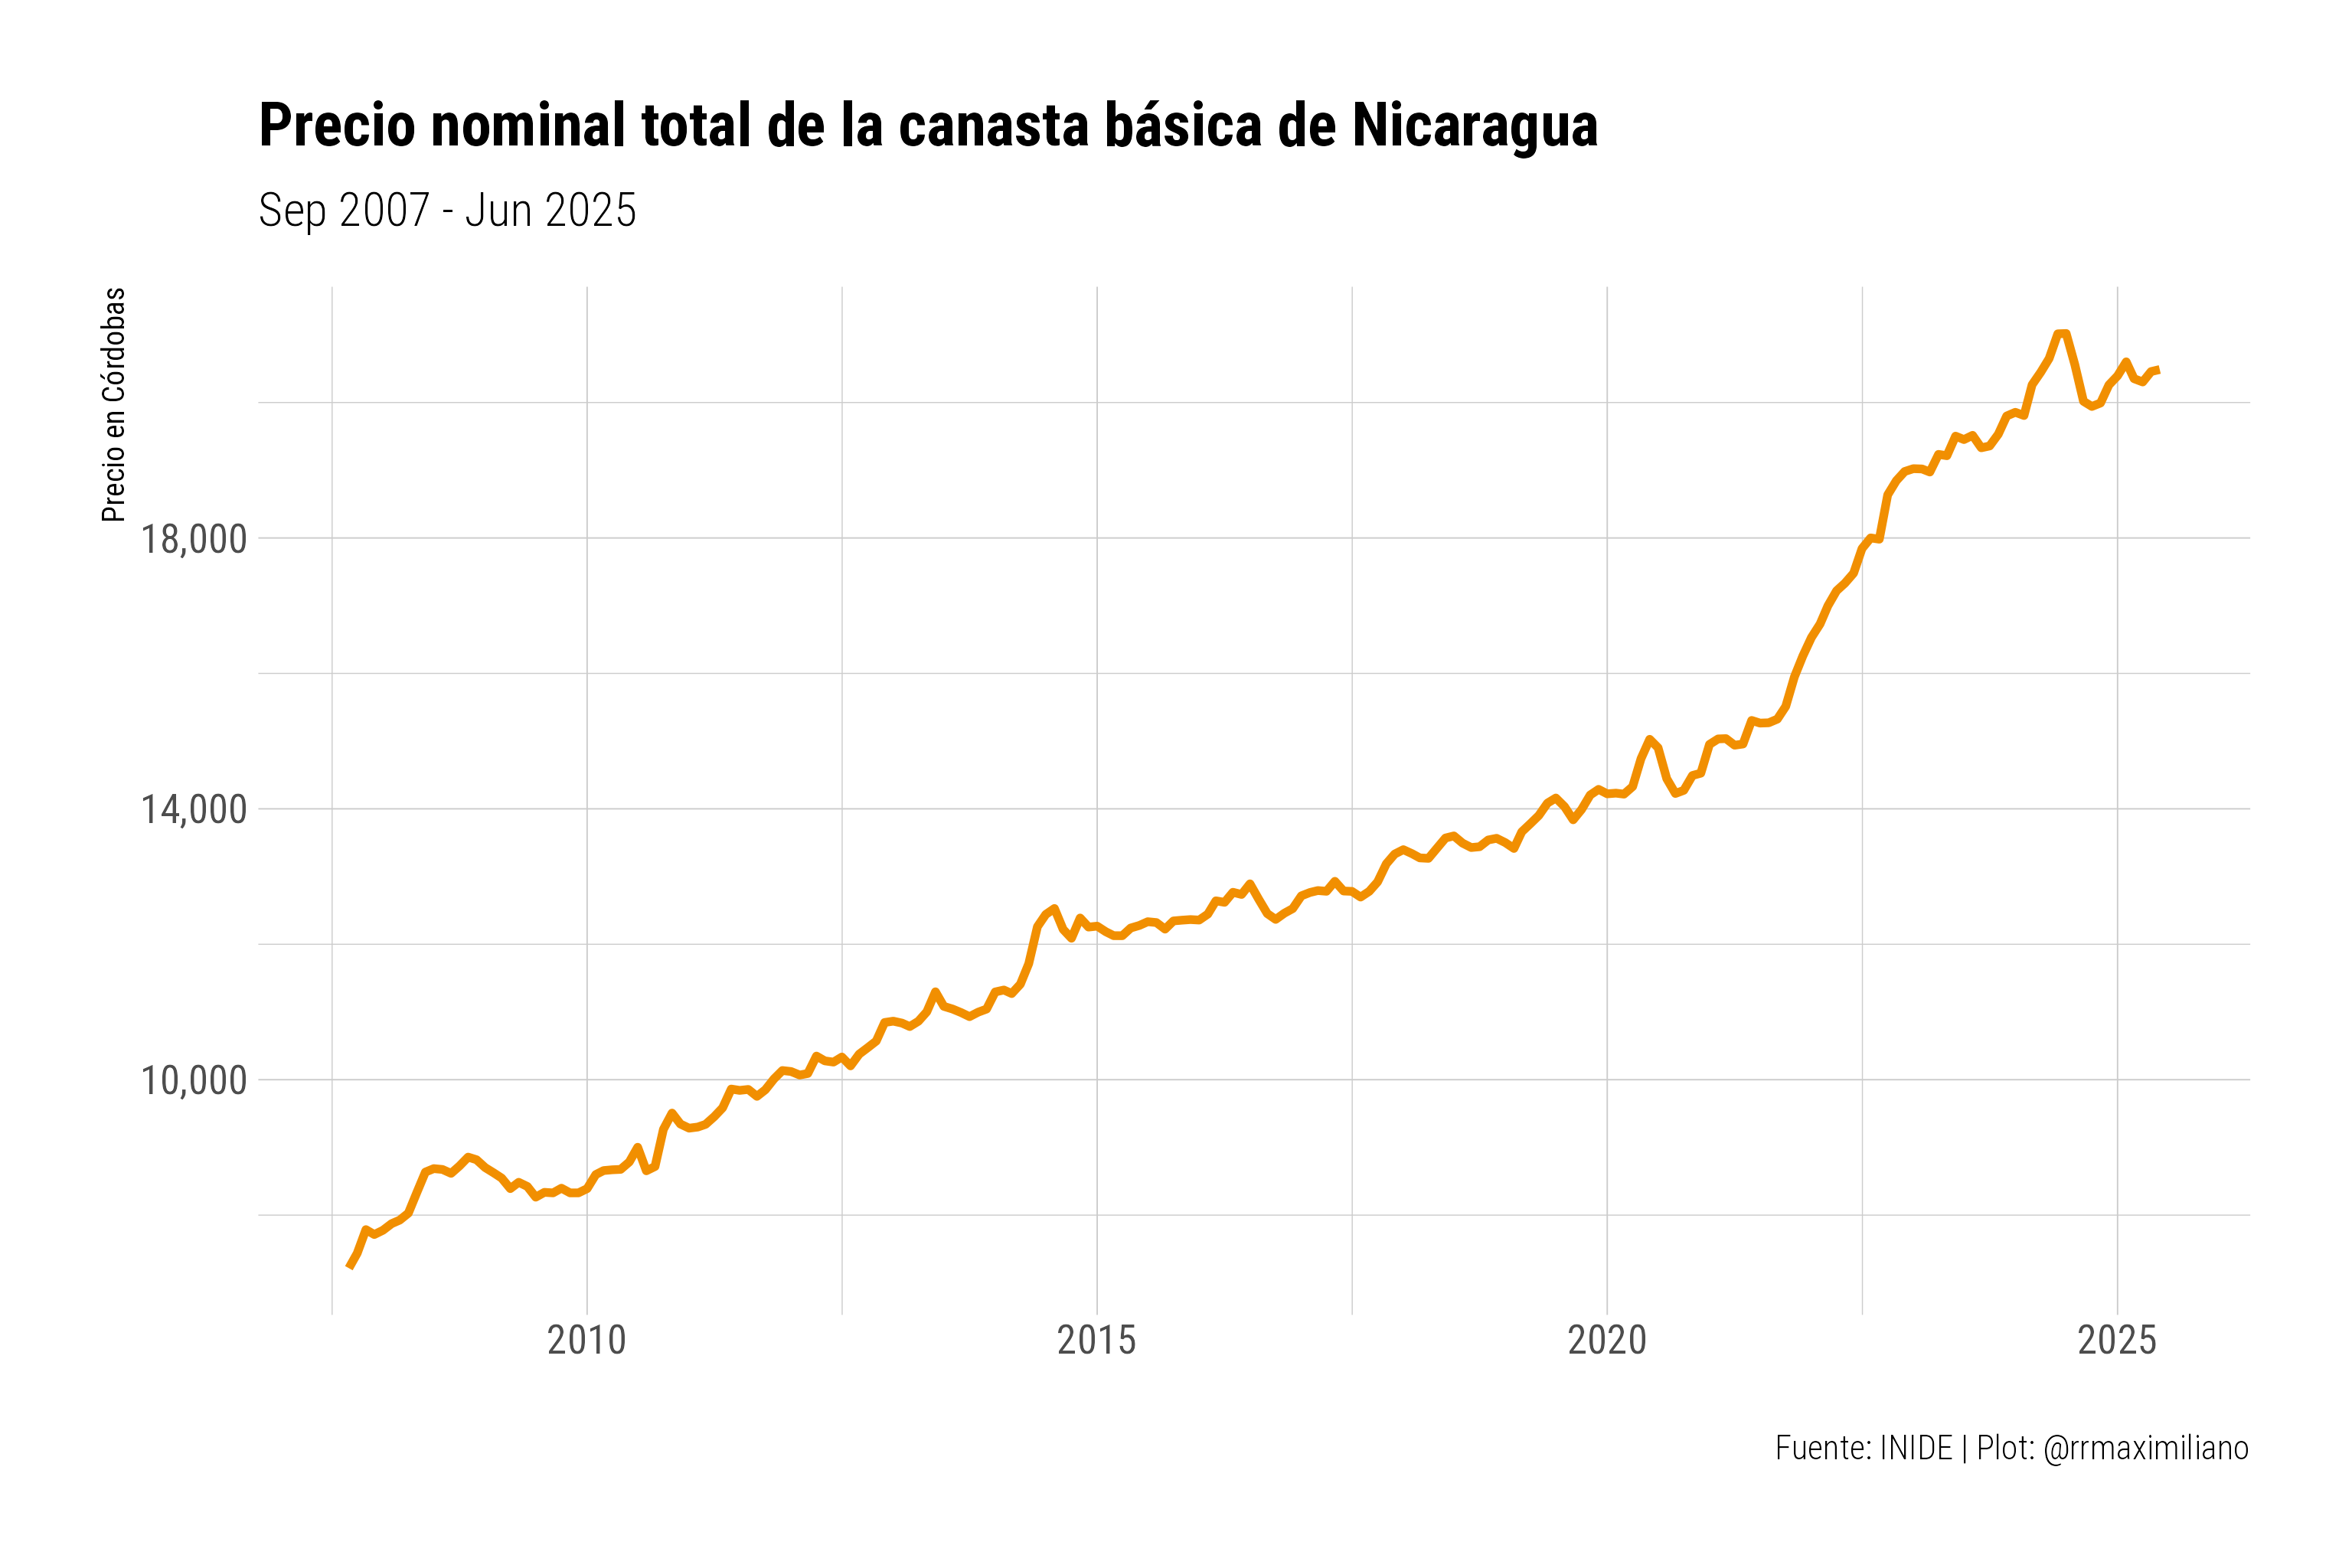 Precio nominal total de la canasta básica de Nicaragua
Sep 2007 - Jun 2025
Precio en Córdobas
18,000
14,000
10,000
2010
2015
2020
2025
Fuente: INIDE | Plot: @rrmaximiliano